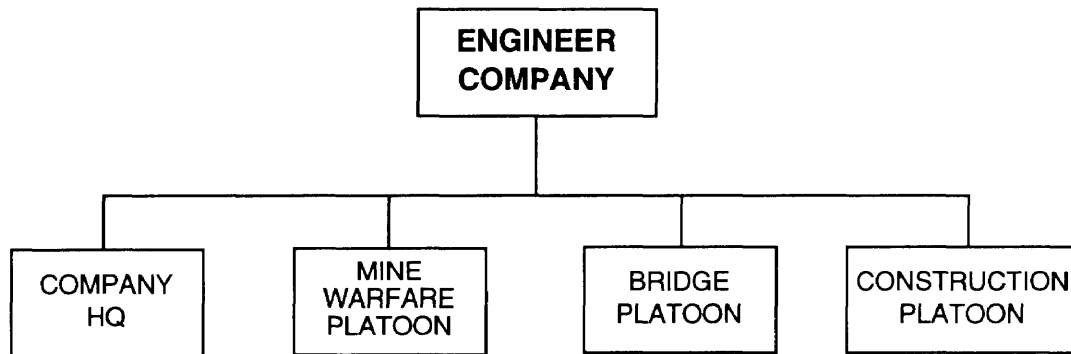 ENGINEER
COMPANY
COMPANY
HQ
MINE
WARFARE
PLATOON
BRIDGE
PLATOON
CONSTRUCTION
PLATOON